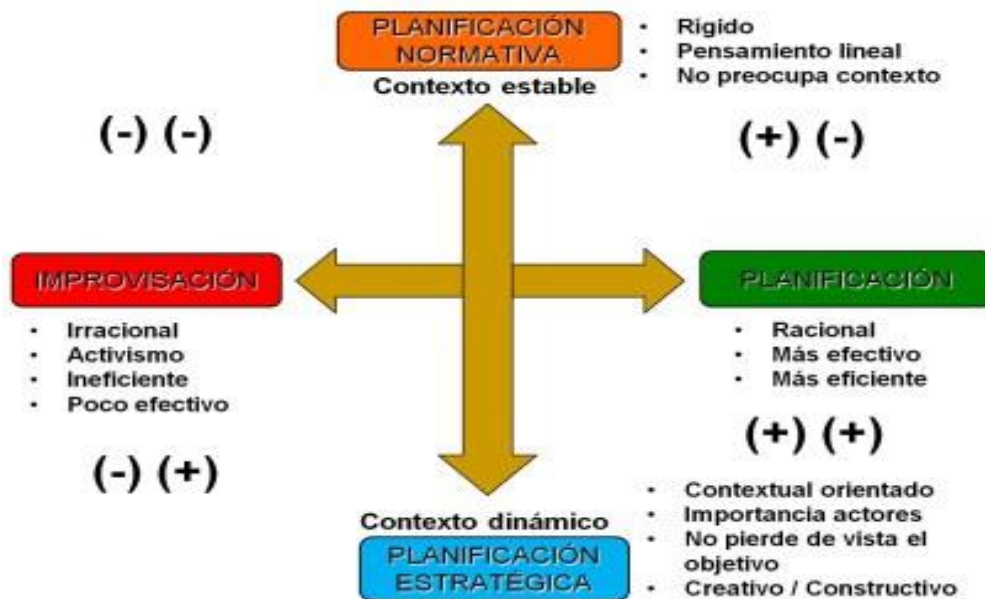 PLANIFICACIÓN
NORMATIVA
Contexto estable
• Rigido
• Pensamiento lineal
• No preocupa contexto
(-) (-)
(+) (-)
IMPROVISACIÓN
PLANIFICACIÓN
• Irracional
• Activismo
• Ineficiente
• Poco efectivo
• Racional
• Más efectivo
• Más eficiente
(-) (+)
(+) (+)
Contexto dinámico
PLANIFICACIÓN
ESTRATÉGICA
• Contextual orientado
• Importancia actores
• No pierde de vista el
objetivo
• Creativo / Constructivo